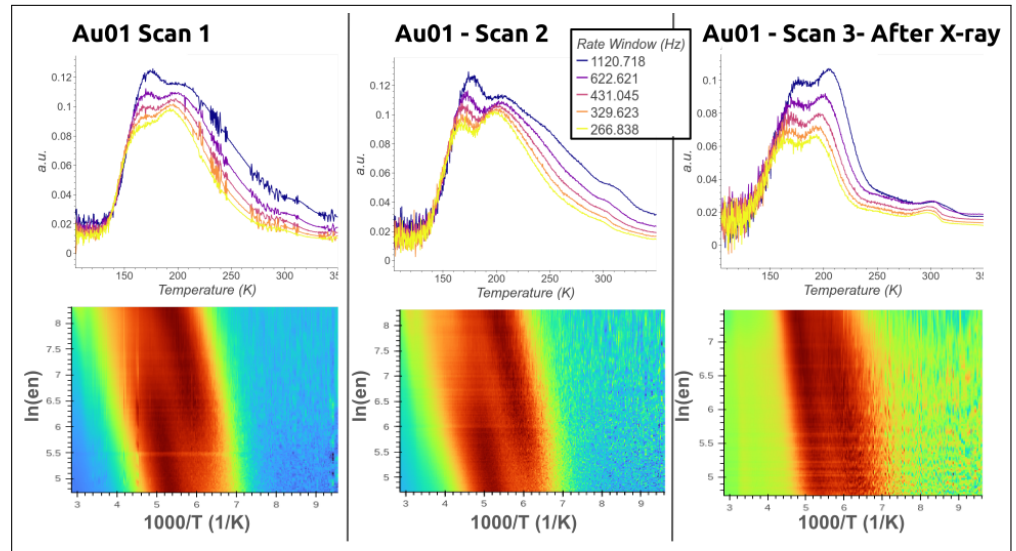 Au01 Scan 1
Au01 - Scan 2
Au01 - Scan 3- After X-ray
Rate Window (Hz)
1120.718
622.621
431.045
329.623
266.838
0.12
0.1
0.08
0.06
0.04
0.02
0
a.u.
150 200 250 300 35
Temperature (K)
0.12
0.1
0.08
0.06
0.04
0.02
0
a.u.
150 200 250 300
Temperature (K)
0.1
0.08
0.06
0.04
0.02
0
a.u.
150 200 250 300 35
Temperature (K)
8
7.5
7
6.5
6
5.5
5
ln(en)
3 4 5 6 7 8 9
1000/T (1/K)
8
7.5
7
6.5
6
5.5
5
ln(en)
3 4 5 6 7 8 9
1000/T (1/K)
7
6.5
6
5.5
5
ln(en)
3 4 5 6 7 8 9
1000/T (1/K)